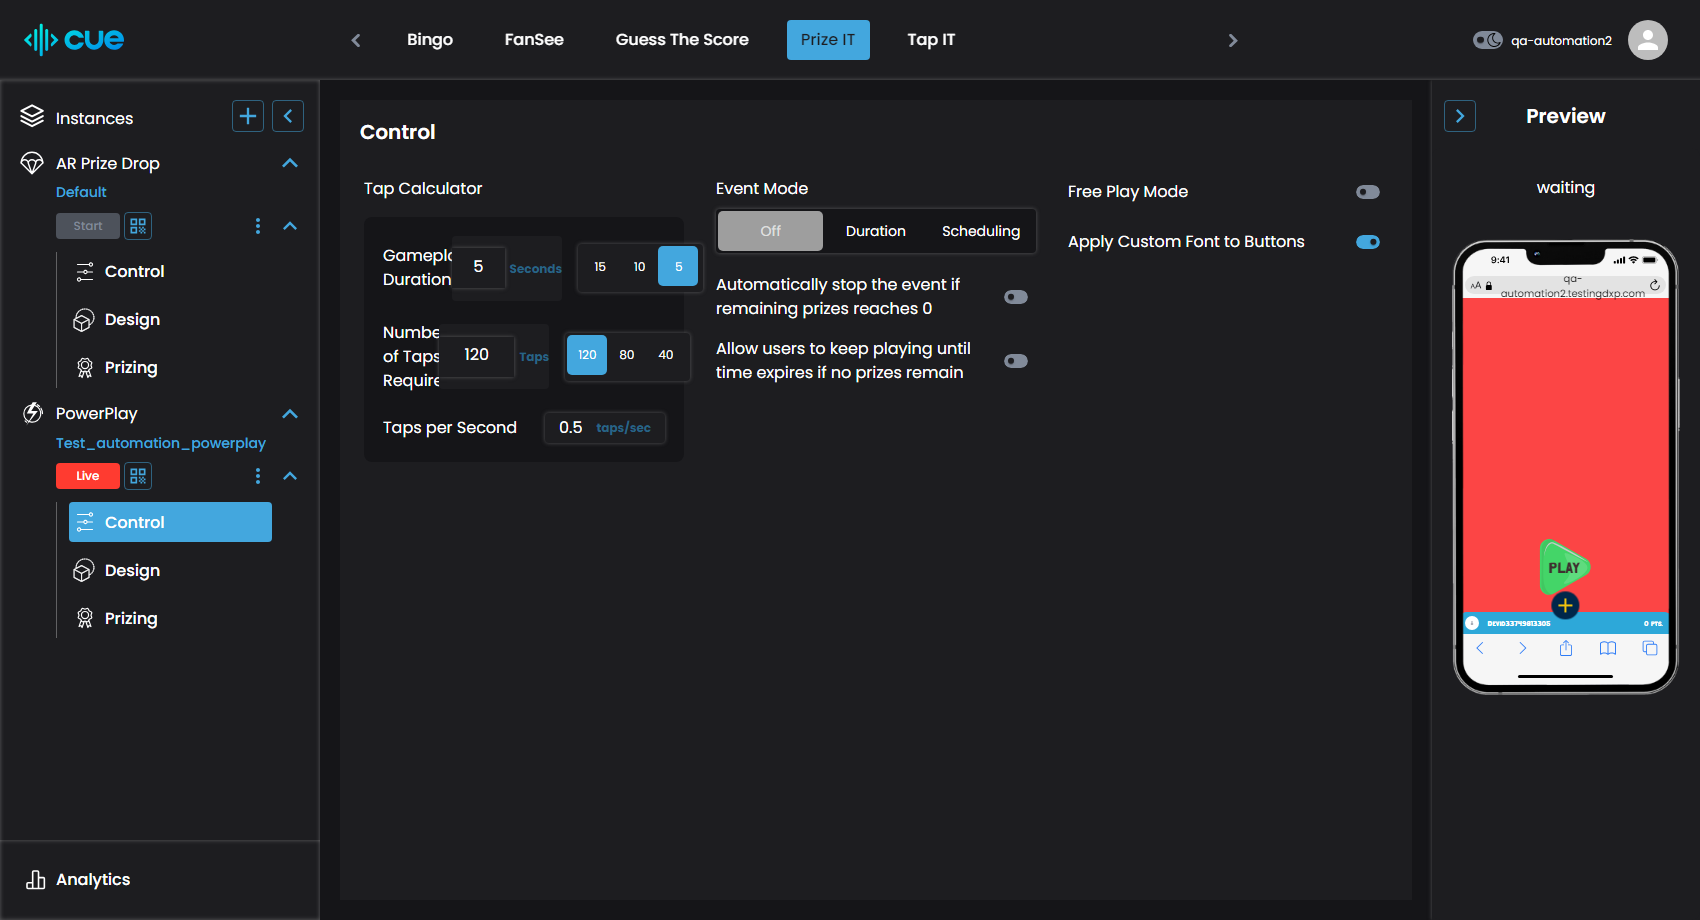 cue
Bingo
FanSee
Guess The Score
Prize IT
Tap IT
qa-automation2
Instances
AR Prize Drop
Default
Start
Control
Design
Prizing
PowerPlay
Test_automation_powerplay
Live
Control
Design
Prizing
Analytics
Control
Tap Calculator
Gamepla
Duration
5
Seconds
15
10
5
Numbe
of Taps
Require
120
Taps
120
80
40
Taps per Second
0.5
taps/sec
Event Mode
Off
Duration
Scheduling
Automatically stop the event if
remaining prizes reaches 0
Allow users to keep playing until
time expires if no prizes remain
Free Play Mode
Apply Custom Font to Buttons
Preview
waiting
9:41
AA
qa-
automation2.testingdxp.com
PLAY
0 PTS.